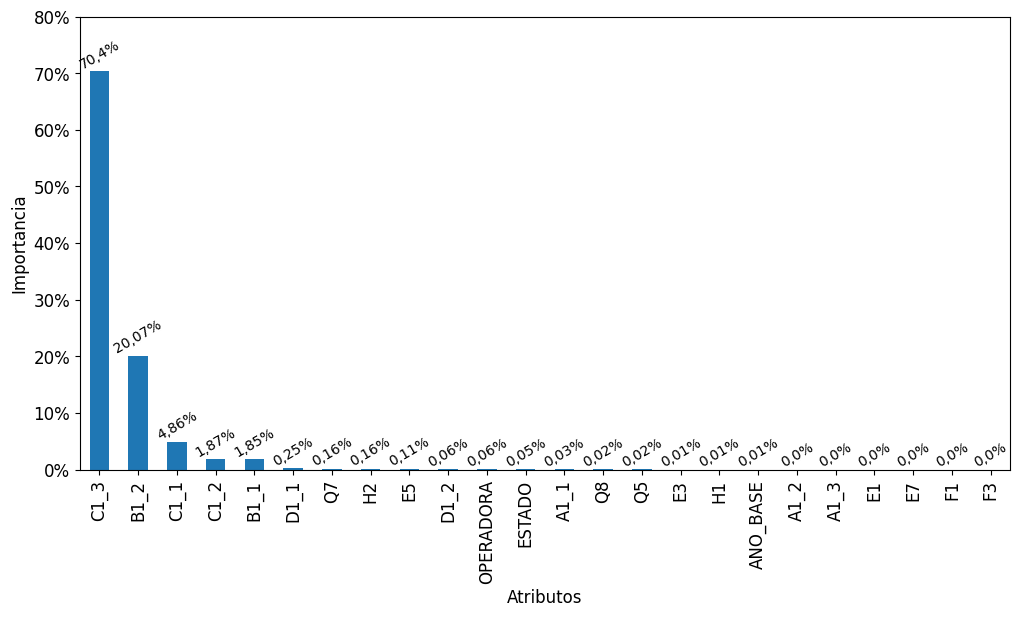 80%
70%
60%
50%
40%
30%
20%
10%
0%
Importancia
70,4%
20,07%
4,86%
1,87%
1,85%
0,25%
0,16%
0,16%
0,11%
0,06%
0,06%
0,05%
0,03%
0,02%
0,02%
0,01%
0,01%
0,01%
0,0%
0,0%
0,0%
0,0%
0,0%
0,0%
C1_3
B1_2
C1_1
C1_2
B1_1
D1_1
Q7
H2
E5
D1_2
OPERADORA
ESTADO
A1_1
Q8
Q5
E3
H1
ANO_BASE
A1_2
A1_3
E1
E7
F1
F3
Atributos